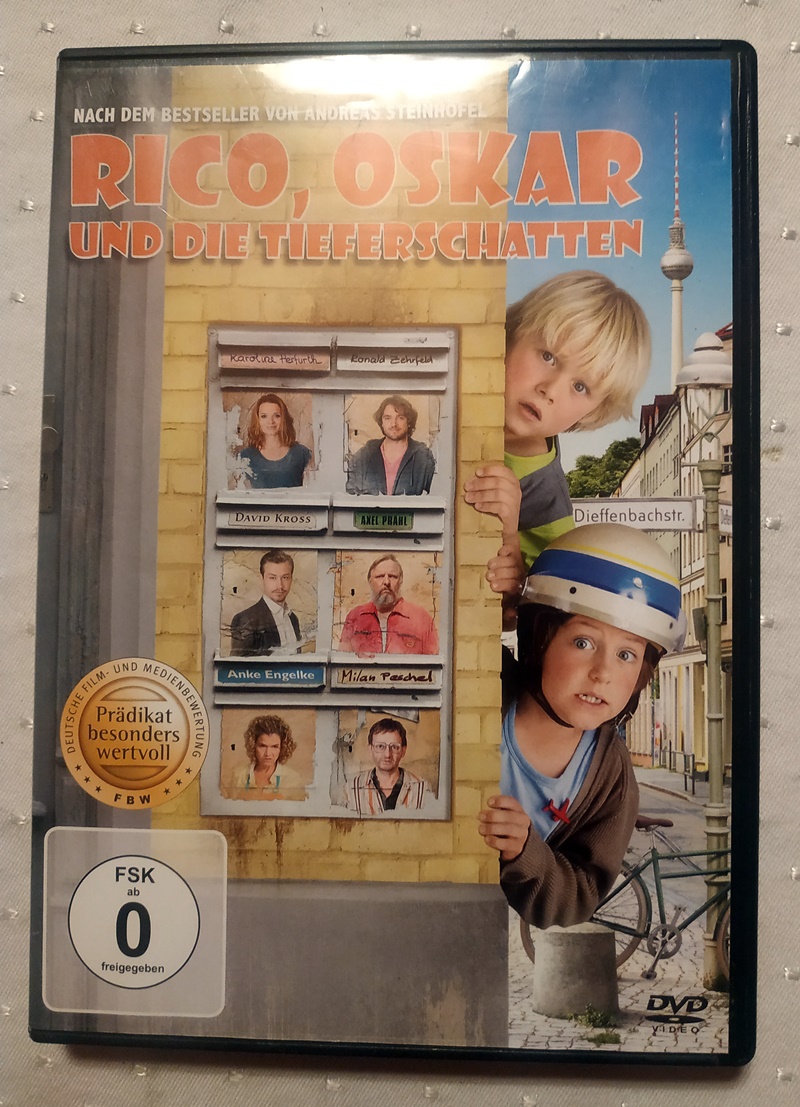 NACH DEM BESTSELLER VON ANDREAS STEINHÖFEL
RICO, OSKAR
UND DIE TIEFERSCHATTEN
Karoline Herfurth
Ronald Zehrfeld
DAVID KROSS
AXEL PRAHL
Anke Engelke
Milan Peschel
Dieffenbachstr.
DEUTSCHE FILM- UND MEDIENBEWERTUNG
Prädikat
besonders
wertvoll
FBW
FSK
ab
0
freigegeben
DVD
VIDEO